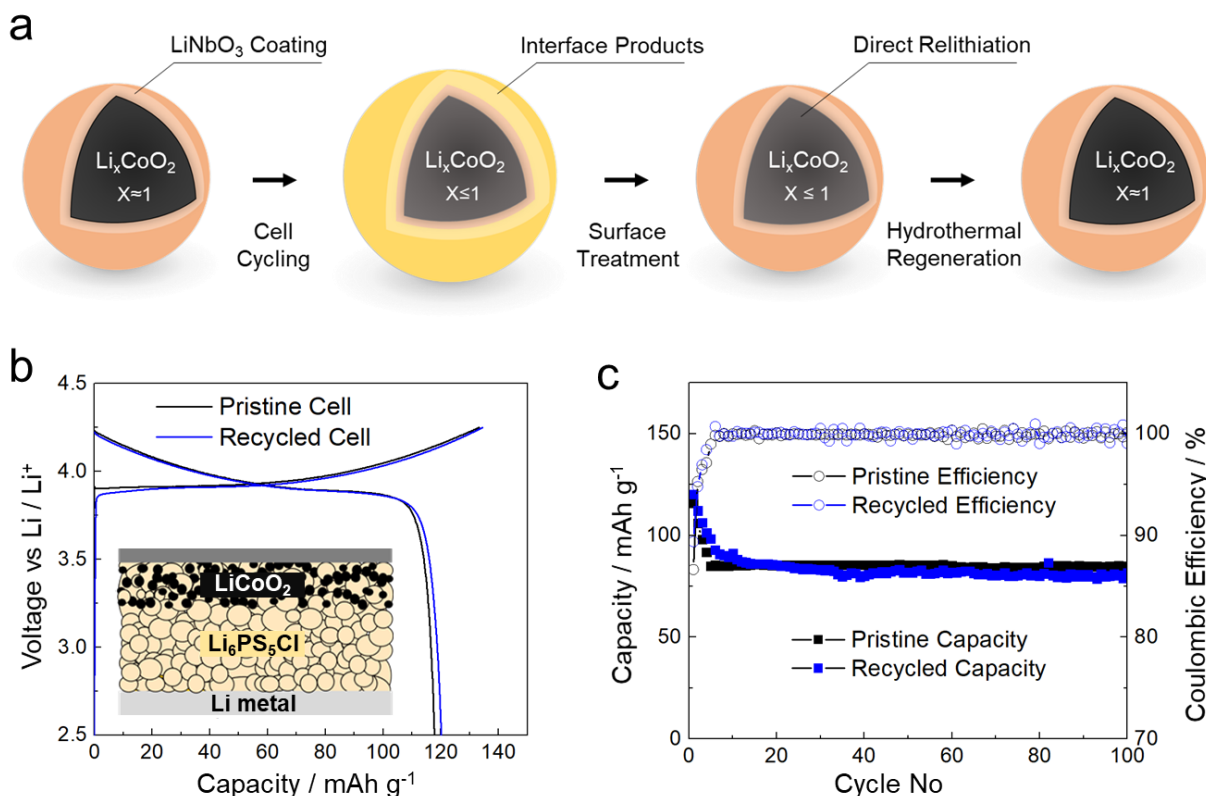 a
LiNbO₃ Coating
Interface Products
Direct Relithiation
LiₓCoO₂
X≈1
Cell
Cycling
LiₓCoO₂
X≤1
Surface
Treatment
LiₓCoO₂
X ≤ 1
Hydrothermal
Regeneration
LiₓCoO₂
X≈1
b
4.5
4.0
3.5
3.0
2.5
Voltage vs Li / Li⁺
Pristine Cell
Recycled Cell
LiCoO₂
Li₆PS₅Cl
Li metal
0 20 40 60 80 100 120 140
Capacity / mAh g⁻¹
c
150
100
50
0
Capacity / mAh g⁻¹
Pristine Efficiency
Recycled Efficiency
Pristine Capacity
Recycled Capacity
100
90
80
70
Coulombic Efficiency / %
0 20 40 60 80 100
Cycle No